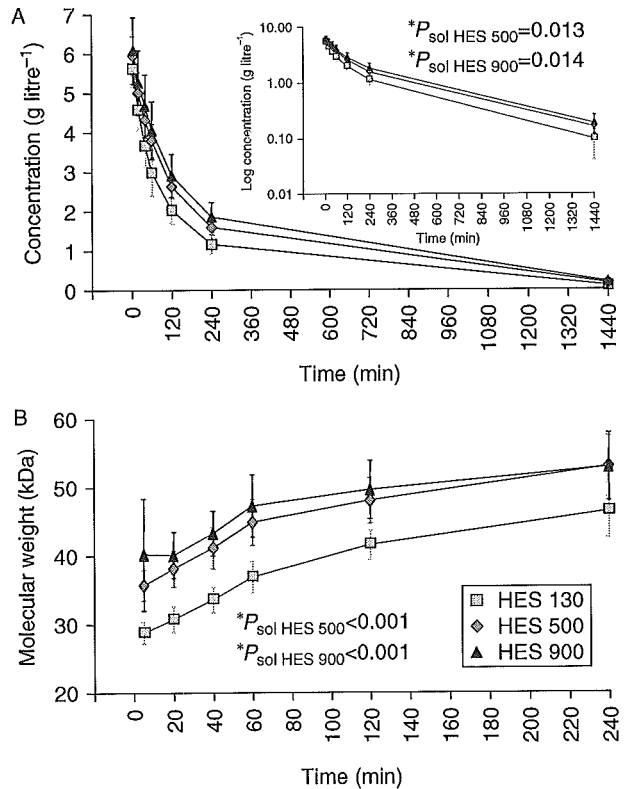 A
7
6
5
4
3
2
1
0
Concentration (g litre⁻¹)
0 120 240 360 480 600 720 840 960 1080 1200 1320 1440
Time (min)
10.00
1.00
0.10
0.01
Log concentration (g litre⁻¹)
0 120 240 360 480 600 720 840 960 1080 1200 1320 1440
Time (min)
*P sol HES 500=0.013
*P sol HES 900=0.014
B
60
50
40
30
20
Molecular weight (kDa)
0 20 40 60 80 100 120 140 160 180 200 220 240
Time (min)
*P sol HES 500<0.001
*P sol HES 900<0.001
HES 130
HES 500
HES 900